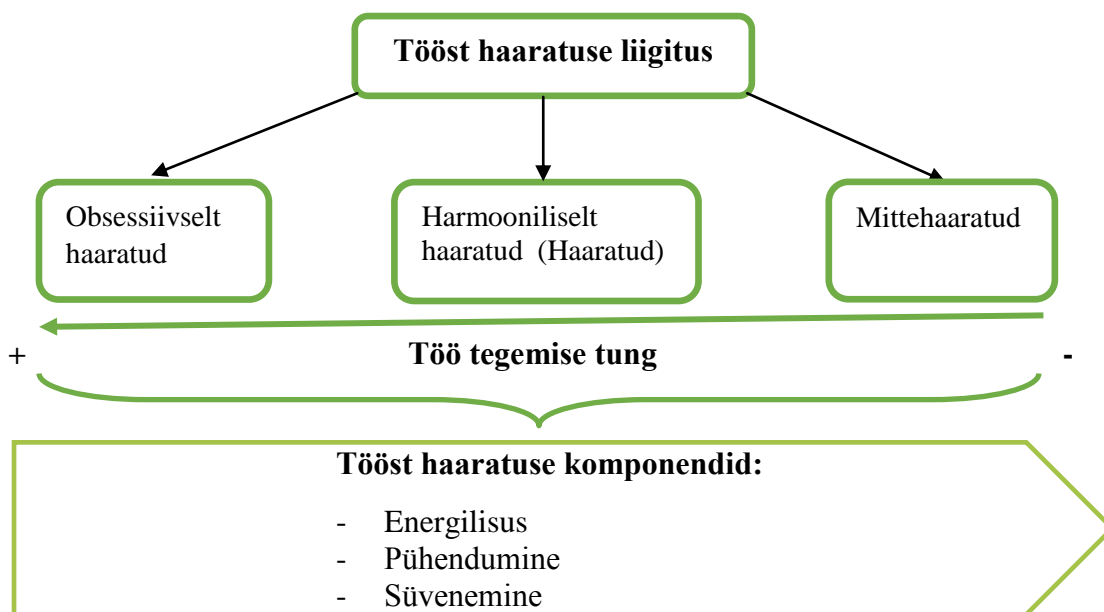 Tööst haaratuse liigitus
Obsessiivselt
haaratud
Harmooniliselt
haaratud (Haaratud)
Mittehaaratud
+ Töö tegemise tung -
Tööst haaratuse komponendid:
- Energilisus
- Pühendumine
- Süvenemine